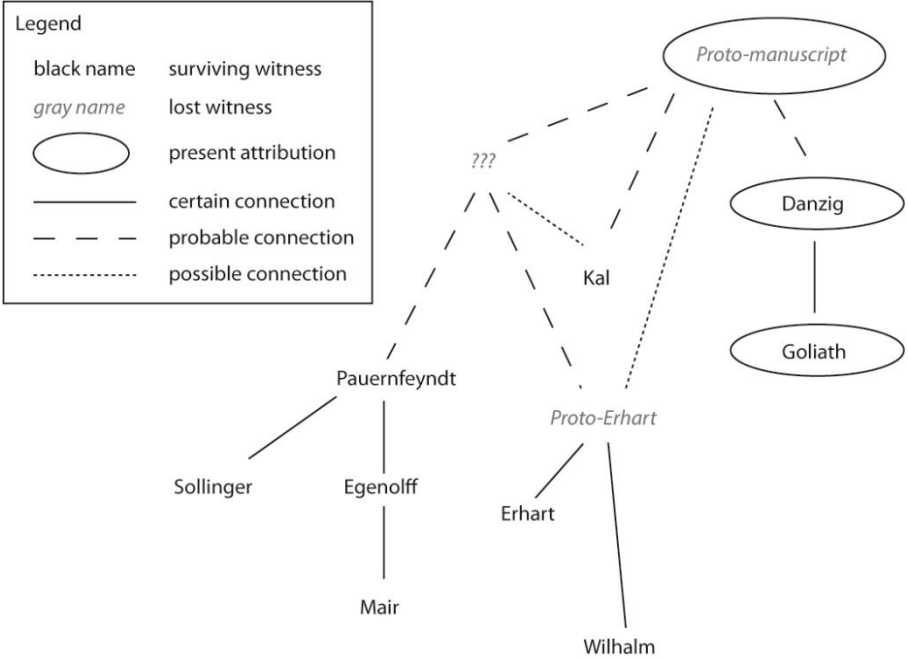 Legend
black name surviving witness
gray name lost witness
present attribution
certain connection
probable connection
possible connection
Proto-manuscript
???
Danzig
Kal
Goliath
Pauernfeyndt
Proto-Erhart
Sollinger
Egenolff
Erhart
Mair
Wilhalm